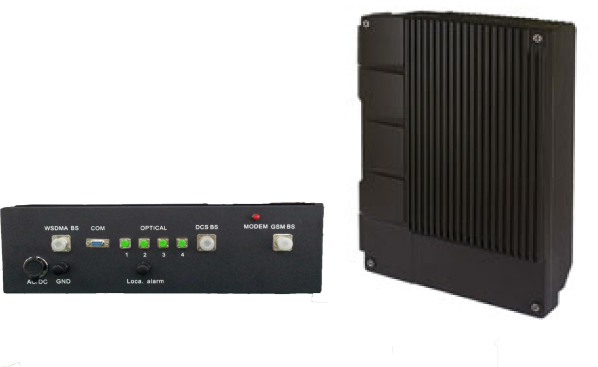 WSDMA BS COM OPTICAL DCS BS MODEM GSM BS
1 2 3 4
AC/DC GND Loca. alarm